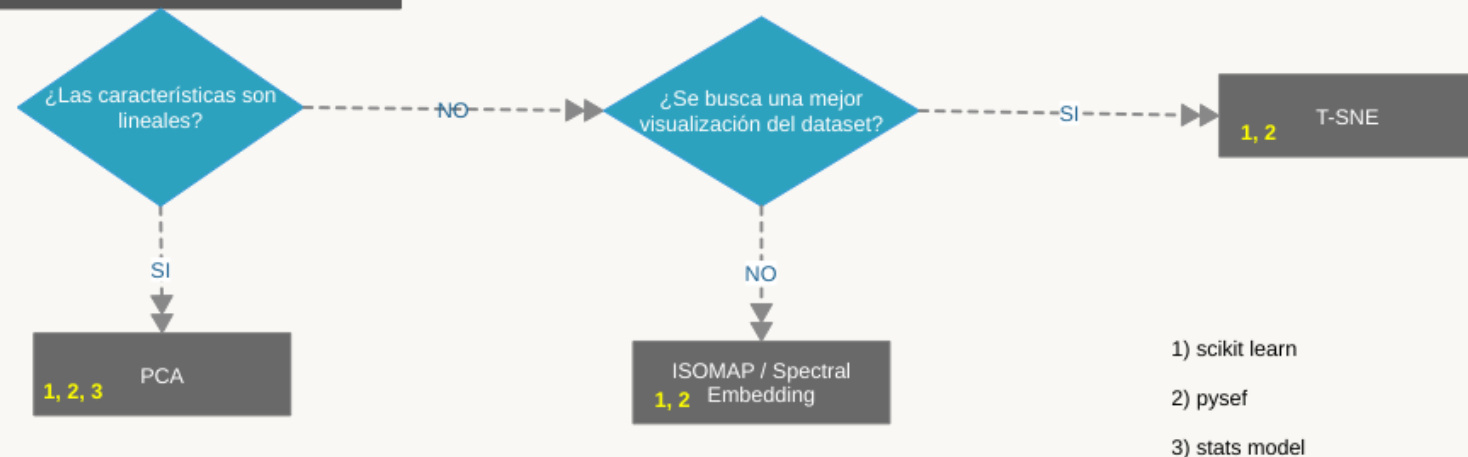 ¿Las características son
lineales?
NO
¿Se busca una mejor
visualización del dataset?
SI
T-SNE
1, 2
SI
NO
PCA
1, 2, 3
ISOMAP / Spectral
Embedding
1, 2
1) scikit learn
2) pysef
3) stats model